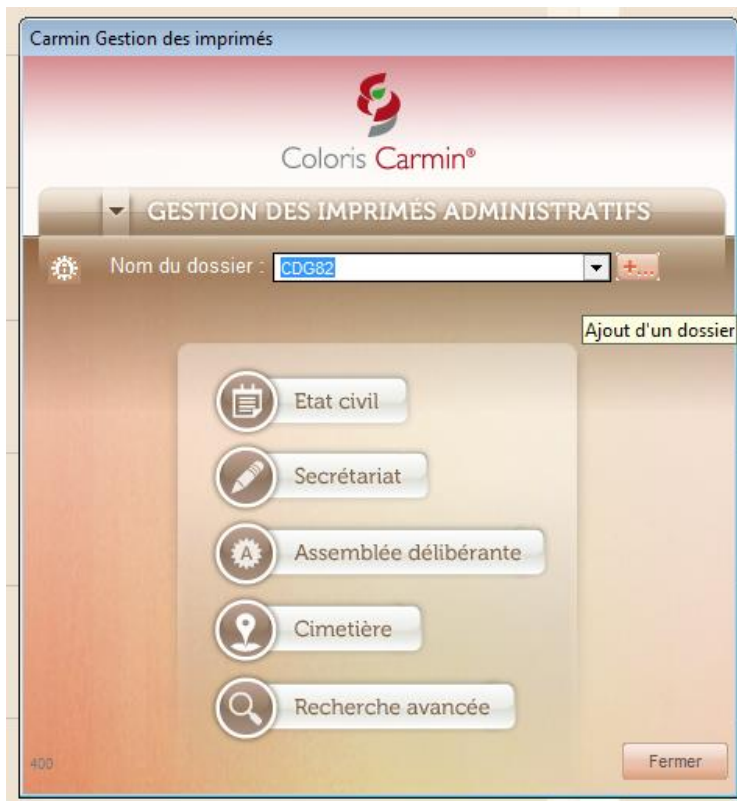 Carmin Gestion des imprimés
Coloris Carmin®
GESTION DES IMPRIMÉS ADMINISTRATIFS
Nom du dossier : CDG82 +...
Ajout d'un dossier
Etat civil
Secrétariat
A Assemblée délibérante
Cimetière
Recherche avancée
400 Fermer